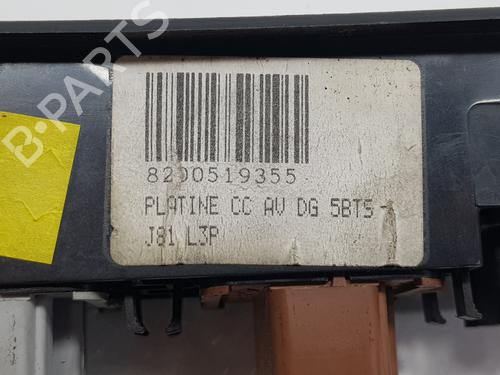 B-PARTS
8200519355
PLATINE CC AV DG 5BTS -
J81 L3P